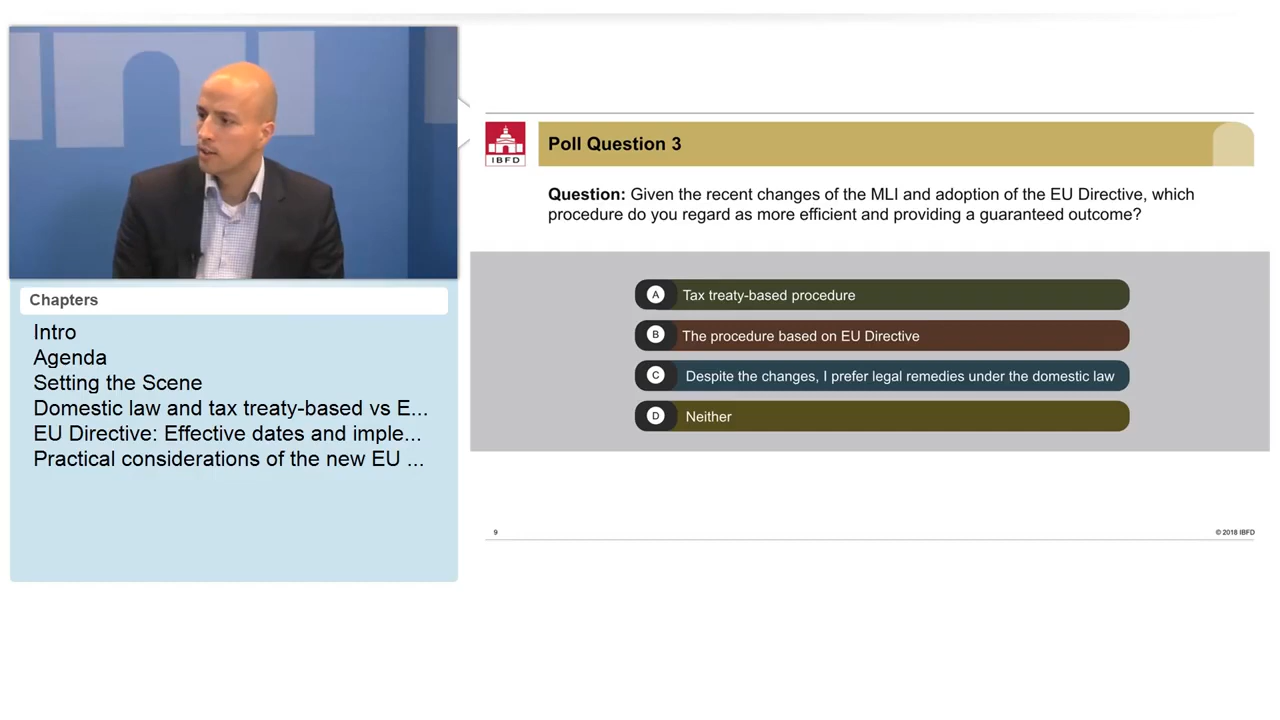 Chapters
Intro
Agenda
Setting the Scene
Domestic law and tax treaty-based vs E...
EU Directive: Effective dates and imple...
Practical considerations of the new EU ...
IBFD
Poll Question 3
Question: Given the recent changes of the MLI and adoption of the EU Directive, which
procedure do you regard as more efficient and providing a guaranteed outcome?
A Tax treaty-based procedure
B The procedure based on EU Directive
C Despite the changes, I prefer legal remedies under the domestic law
D Neither
9
© 2018 IBFD